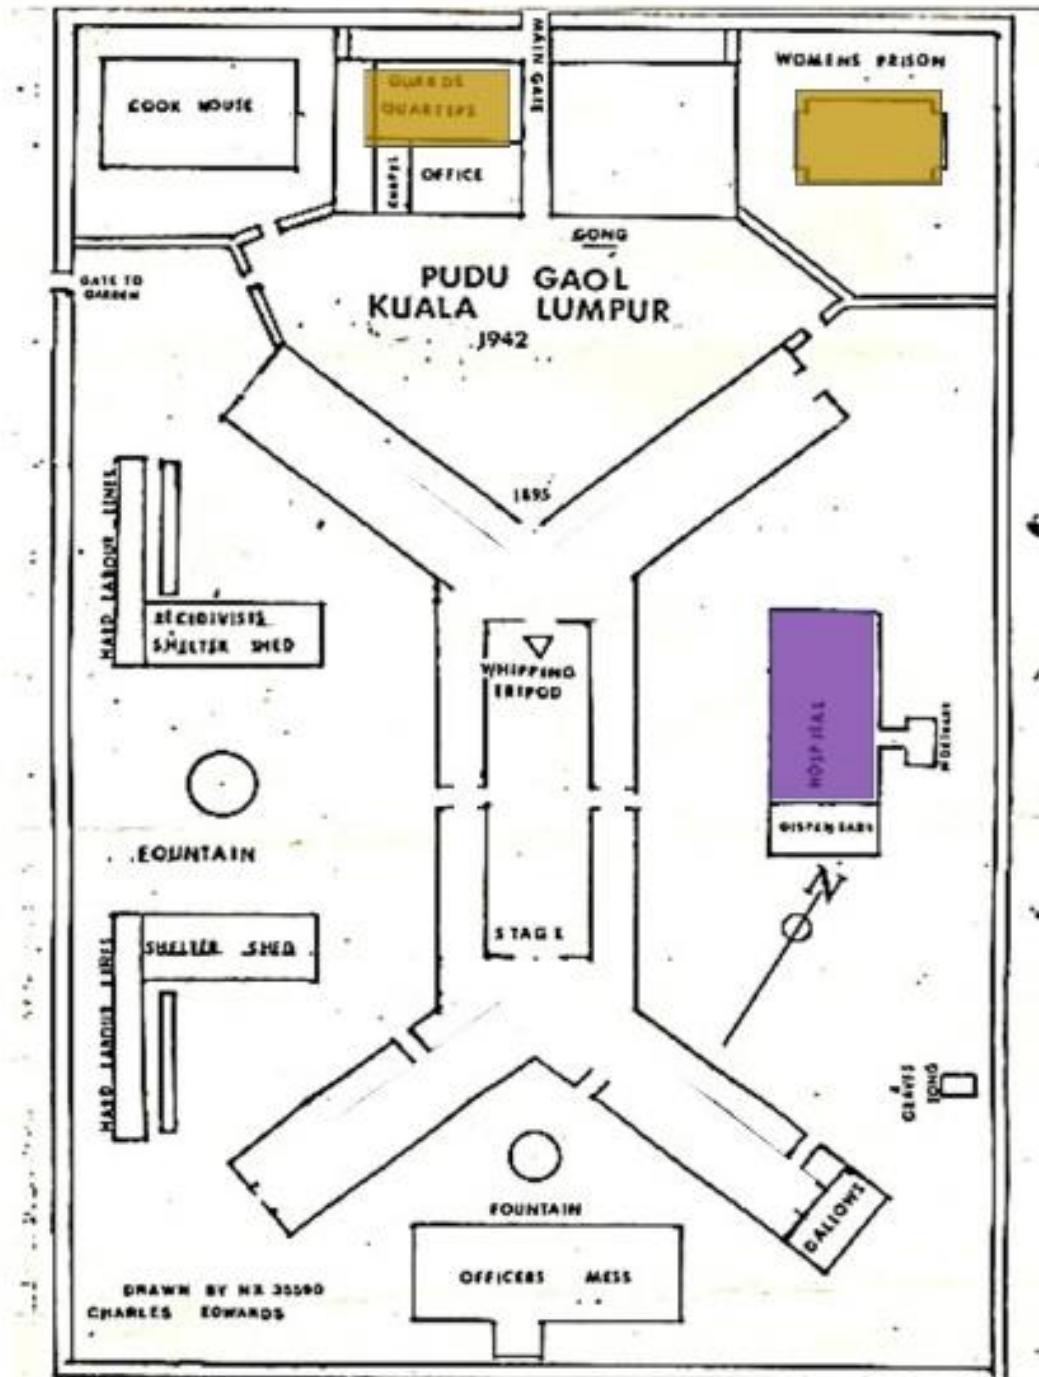 MAIN GATE
WOMENS PRISON
COOK HOUSE
GUARDS
QUARTERS
OFFICE
GONG
GATE TO
GARDEN
PUDU GAOL
KUALA LUMPUR
1942
1895
HARD LABOUR LINES
RECIDIVISTS
SHELTER SHED
WHIPPING
TRIPOD
HOSPITAL
MORTUARY
DISPENSARY
FOUNTAIN
N
STAGE
SHELTER SHED
HARD LABOUR LINES
GRAVES
GALLOWS
FOUNTAIN
OFFICERS MESS
DRAWN BY NX 35590
CHARLES EDWARDS